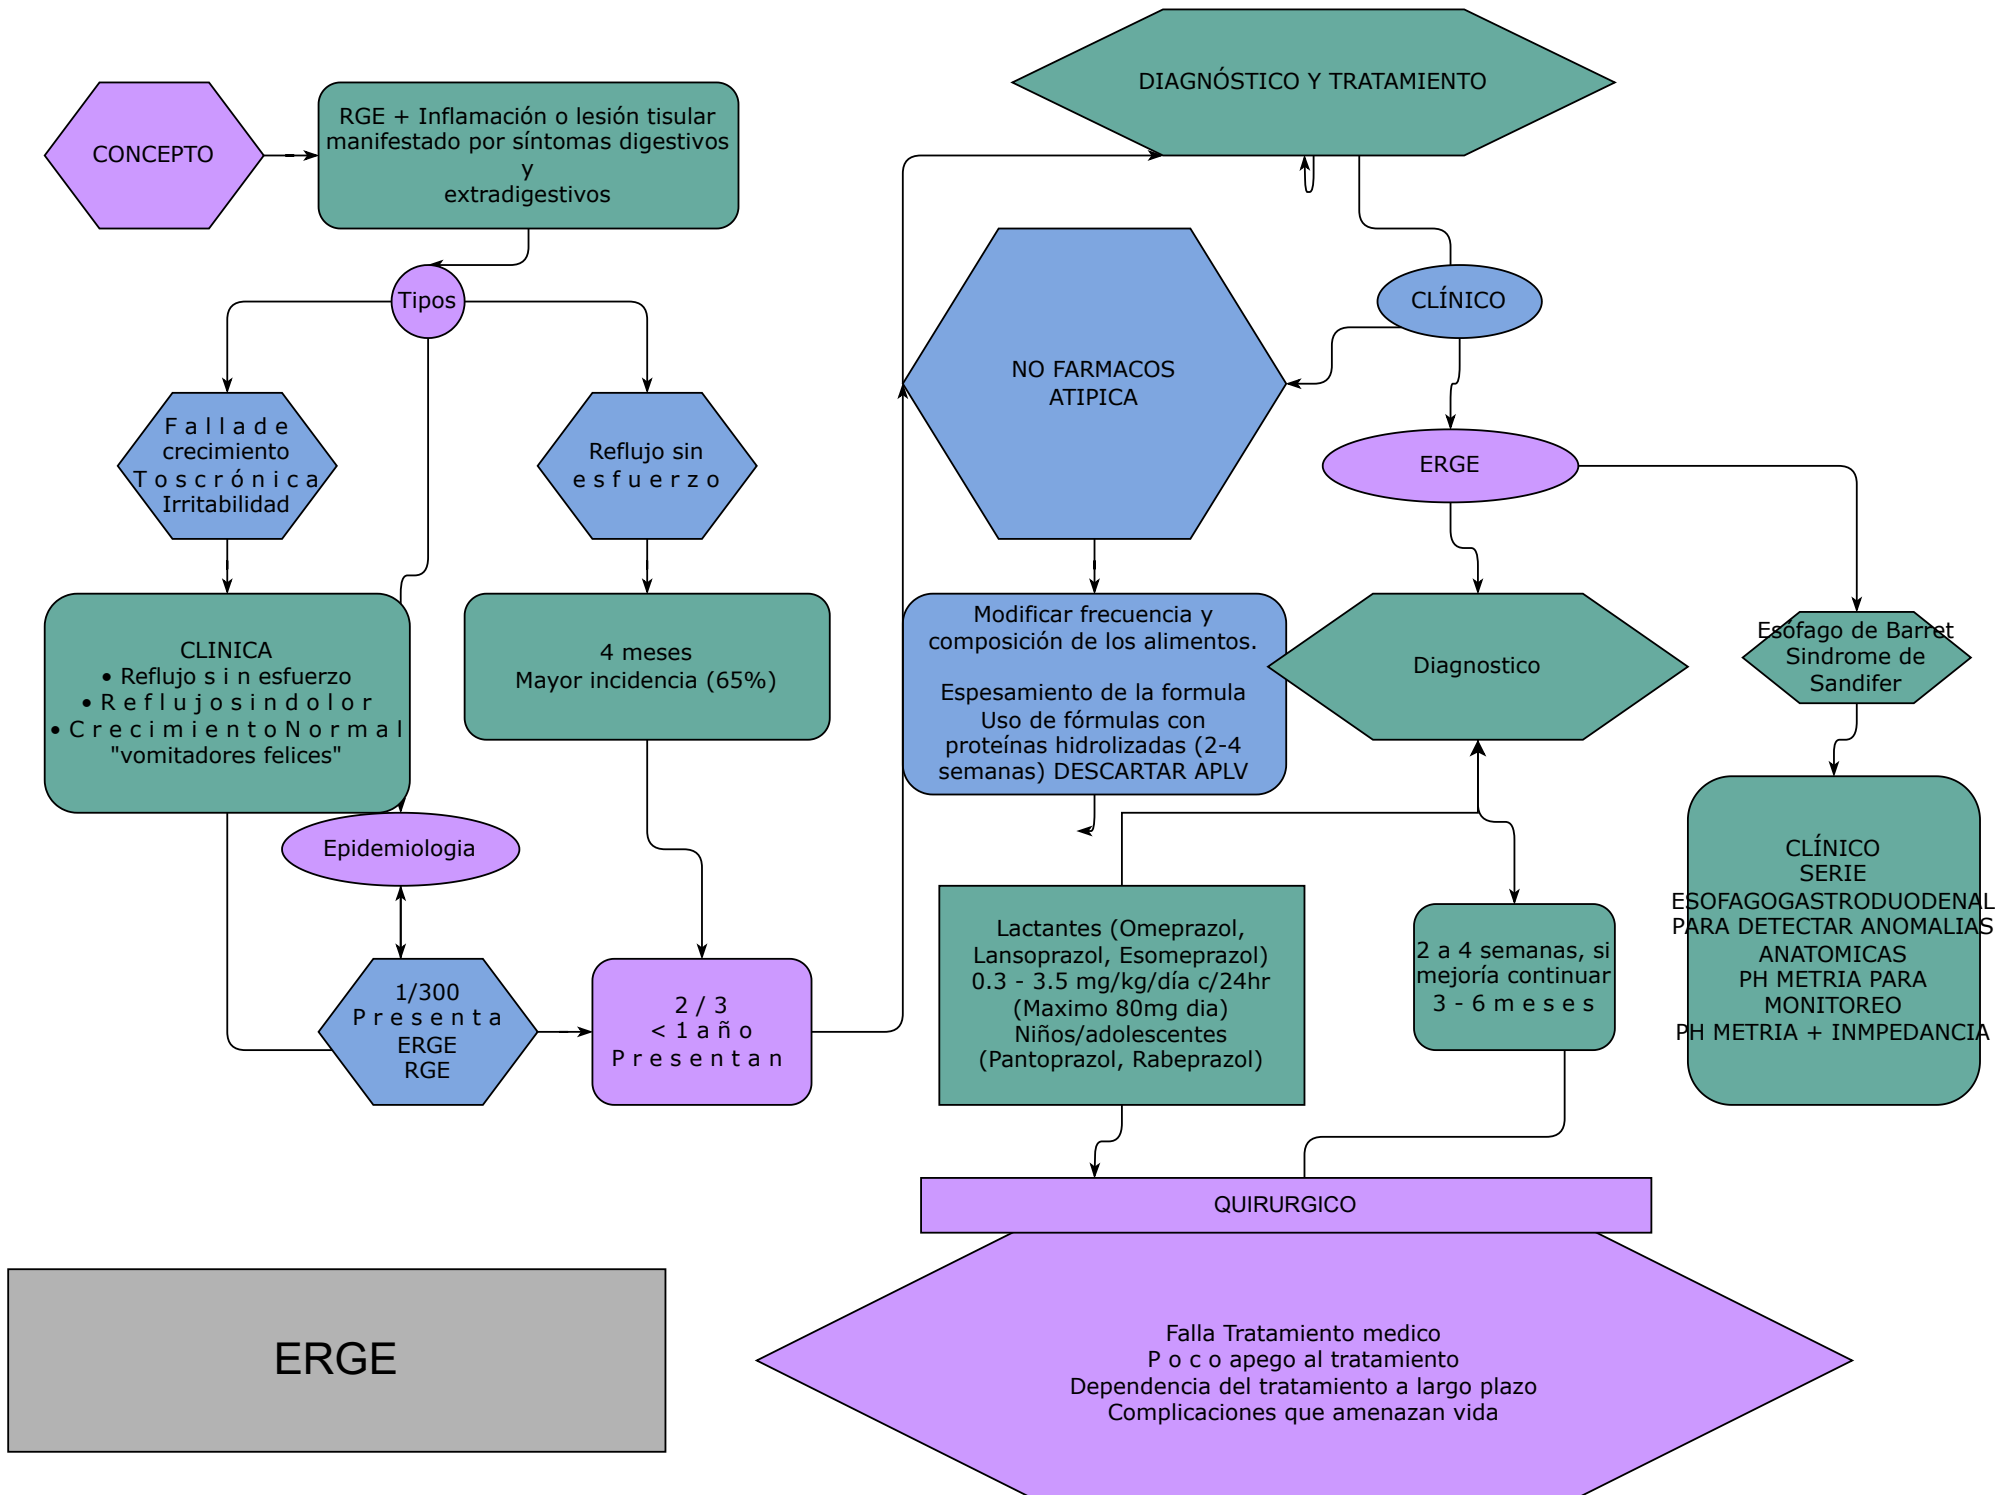 CONCEPTO
RGE + Inflamación o lesión tisular
manifestado por síntomas digestivos
y
extradigestivos
Tipos
F a l l a d e
crecimiento
T o s c r ó n i c a
Irritabilidad
Reflujo sin
e s f u e r z o
CLINICA
• Reflujo s i n esfuerzo
• R e f l u j o s i n d o l o r
• C r e c i m i e n t o N o r m a l
"vomitadores felices"
4 meses
Mayor incidencia (65%)
Epidemiologia
1/300
P r e s e n t a
ERGE
RGE
2 / 3
< 1 a ñ o
P r e s e n t a n
DIAGNÓSTICO Y TRATAMIENTO
CLÍNICO
NO FARMACOS
ATIPICA
ERGE
Modificar frecuencia y
composición de los alimentos.
Espesamiento de la formula
Uso de fórmulas con
proteínas hidrolizadas (2-4
semanas) DESCARTAR APLV
Diagnostico
Esófago de Barret
Sindrome de
Sandifer
CLÍNICO
SERIE
ESOFAGOGASTRODUODENAL
PARA DETECTAR ANOMALIAS
ANATOMICAS
PH METRIA PARA
MONITOREO
PH METRIA + INMPEDANCIA
Lactantes (Omeprazol,
Lansoprazol, Esomeprazol)
0.3 - 3.5 mg/kg/día c/24hr
(Maximo 80mg dia)
Niños/adolescentes
(Pantoprazol, Rabeprazol)
2 a 4 semanas, si
mejoría continuar
3 - 6 m e s e s
QUIRURGICO
Falla Tratamiento medico
P o c o apego al tratamiento
Dependencia del tratamiento a largo plazo
Complicaciones que amenazan vida
ERGE